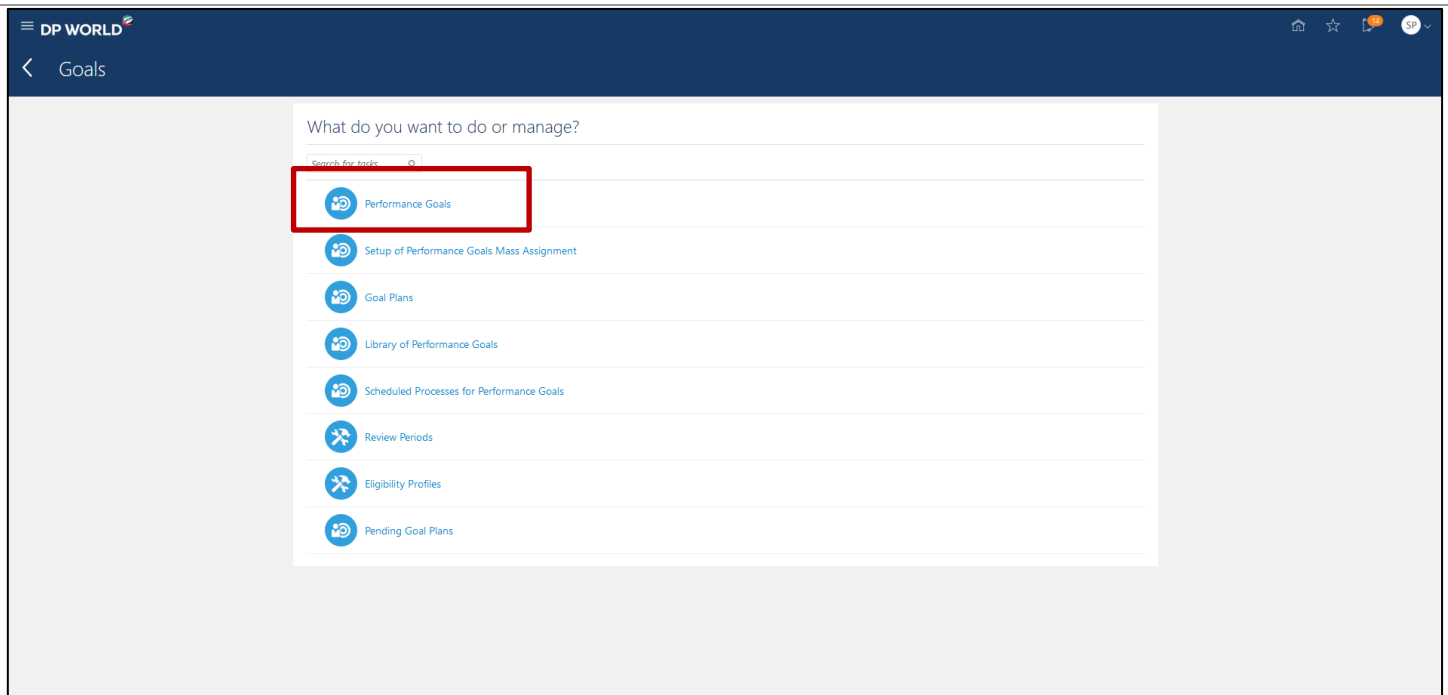 DP WORLD
14
SP
Goals
What do you want to do or manage?
Search for tasks
Performance Goals
Setup of Performance Goals Mass Assignment
Goal Plans
Library of Performance Goals
Scheduled Processes for Performance Goals
Review Periods
Eligibility Profiles
Pending Goal Plans